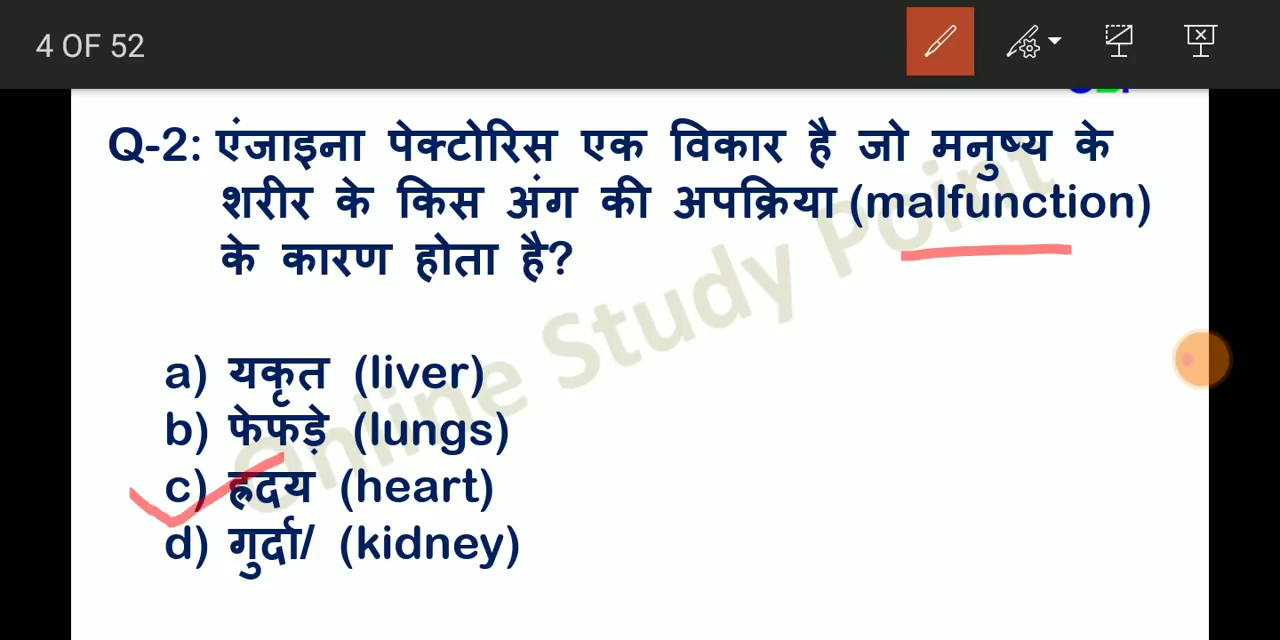 4 OF 52
Q-2: एंजाइना पेक्टोरिस एक विकार है जो मनुष्य के
शरीर के किस अंग की अपक्रिया (malfunction)
के कारण होता है?
a) यकृत (liver)
b) फेफड़े (lungs)
c) ह्रदय (heart)
d) गुर्दा/ (kidney)
Online Study Point